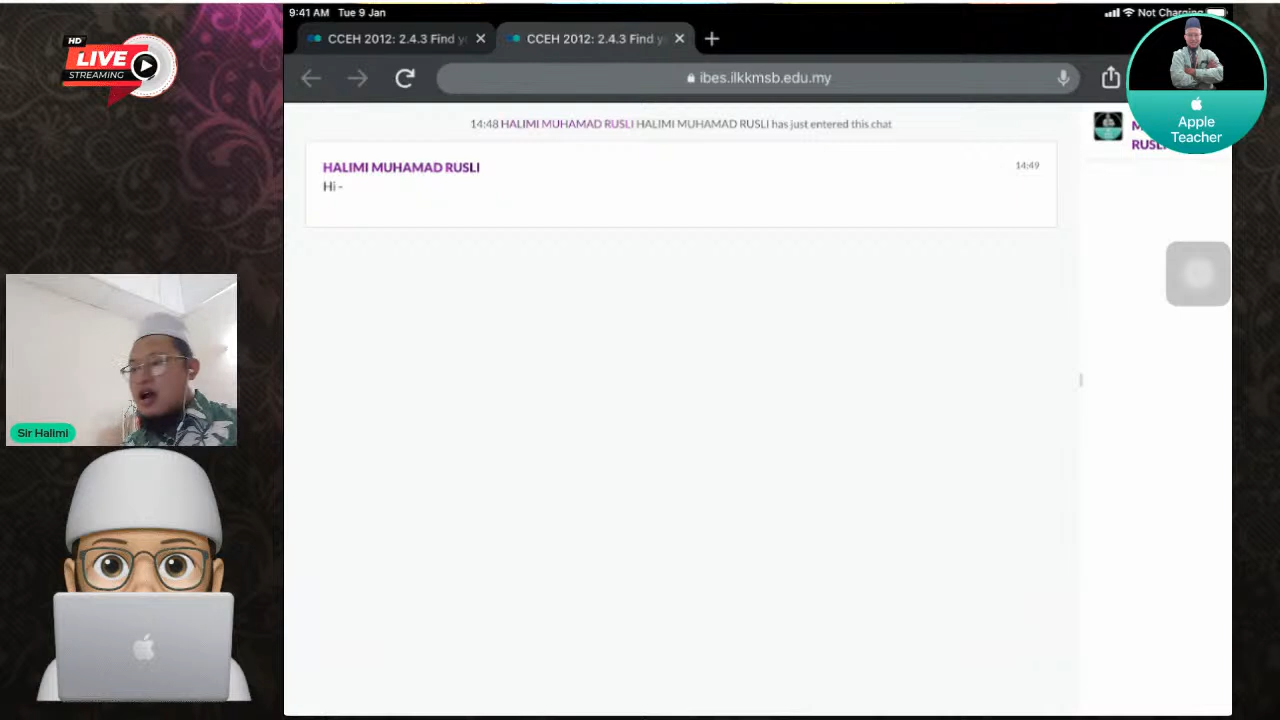 9:41 AM Tue 9 Jan
Not Charging
HD
LIVE
STREAMING
CCEH 2012: 2.4.3 Find
CCEH 2012: 2.4.3 Find
ibes.ilkkmsb.edu.my
Apple
Teacher
14:48 HALIMI MUHAMAD RUSLI HALIMI MUHAMAD RUSLI has just entered this chat
RUSLI
HALIMI MUHAMAD RUSLI
14:49
Hi -
Sir Halimi